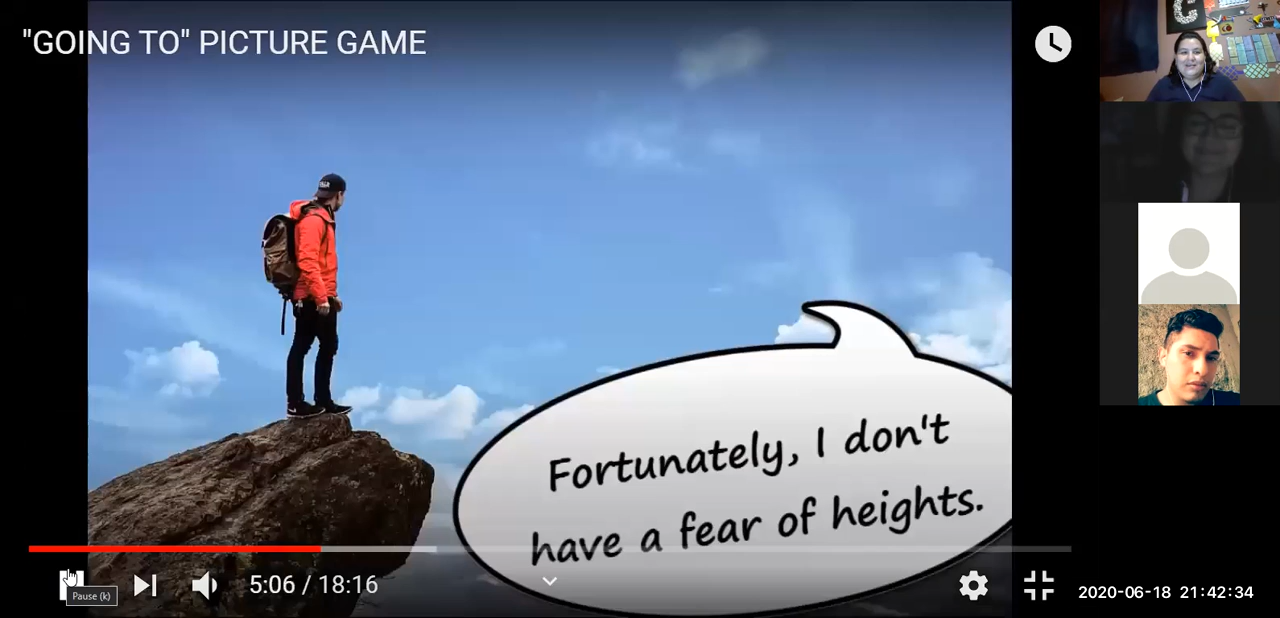 "GOING TO" PICTURE GAME
Fortunately, I don't
have a fear of heights.
5:06 / 18:16
Pause (k)
2020-06-18 21:42:34